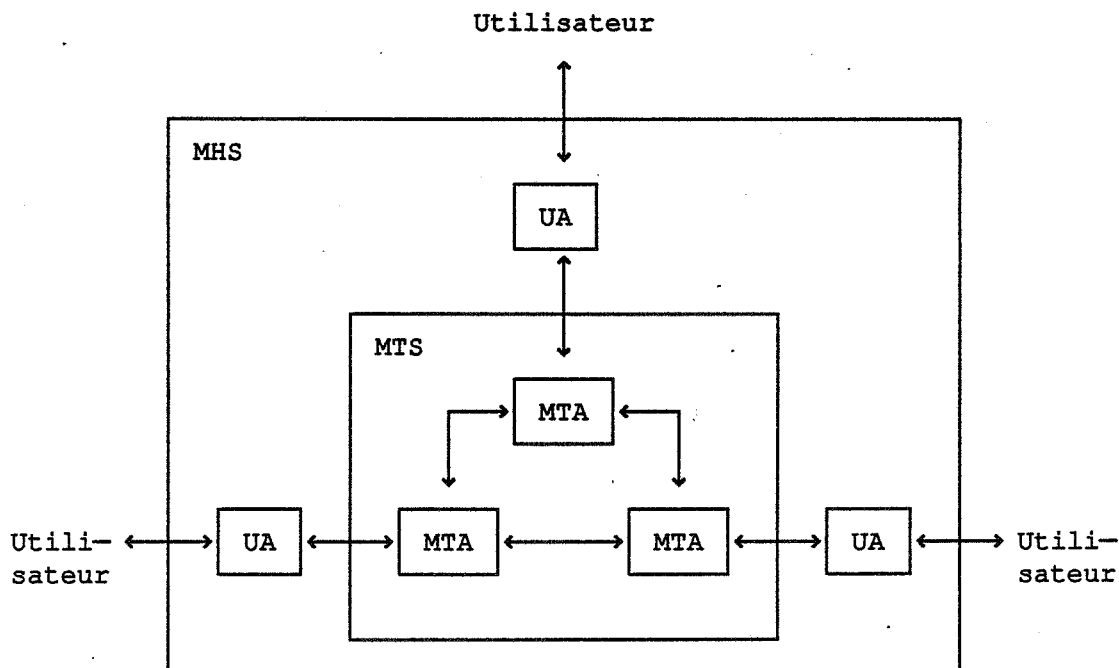 Utilisateur
MHS
UA
MTS
MTA
Utili—
sateur
UA
MTA
MTA
UA
Utili—
sateur